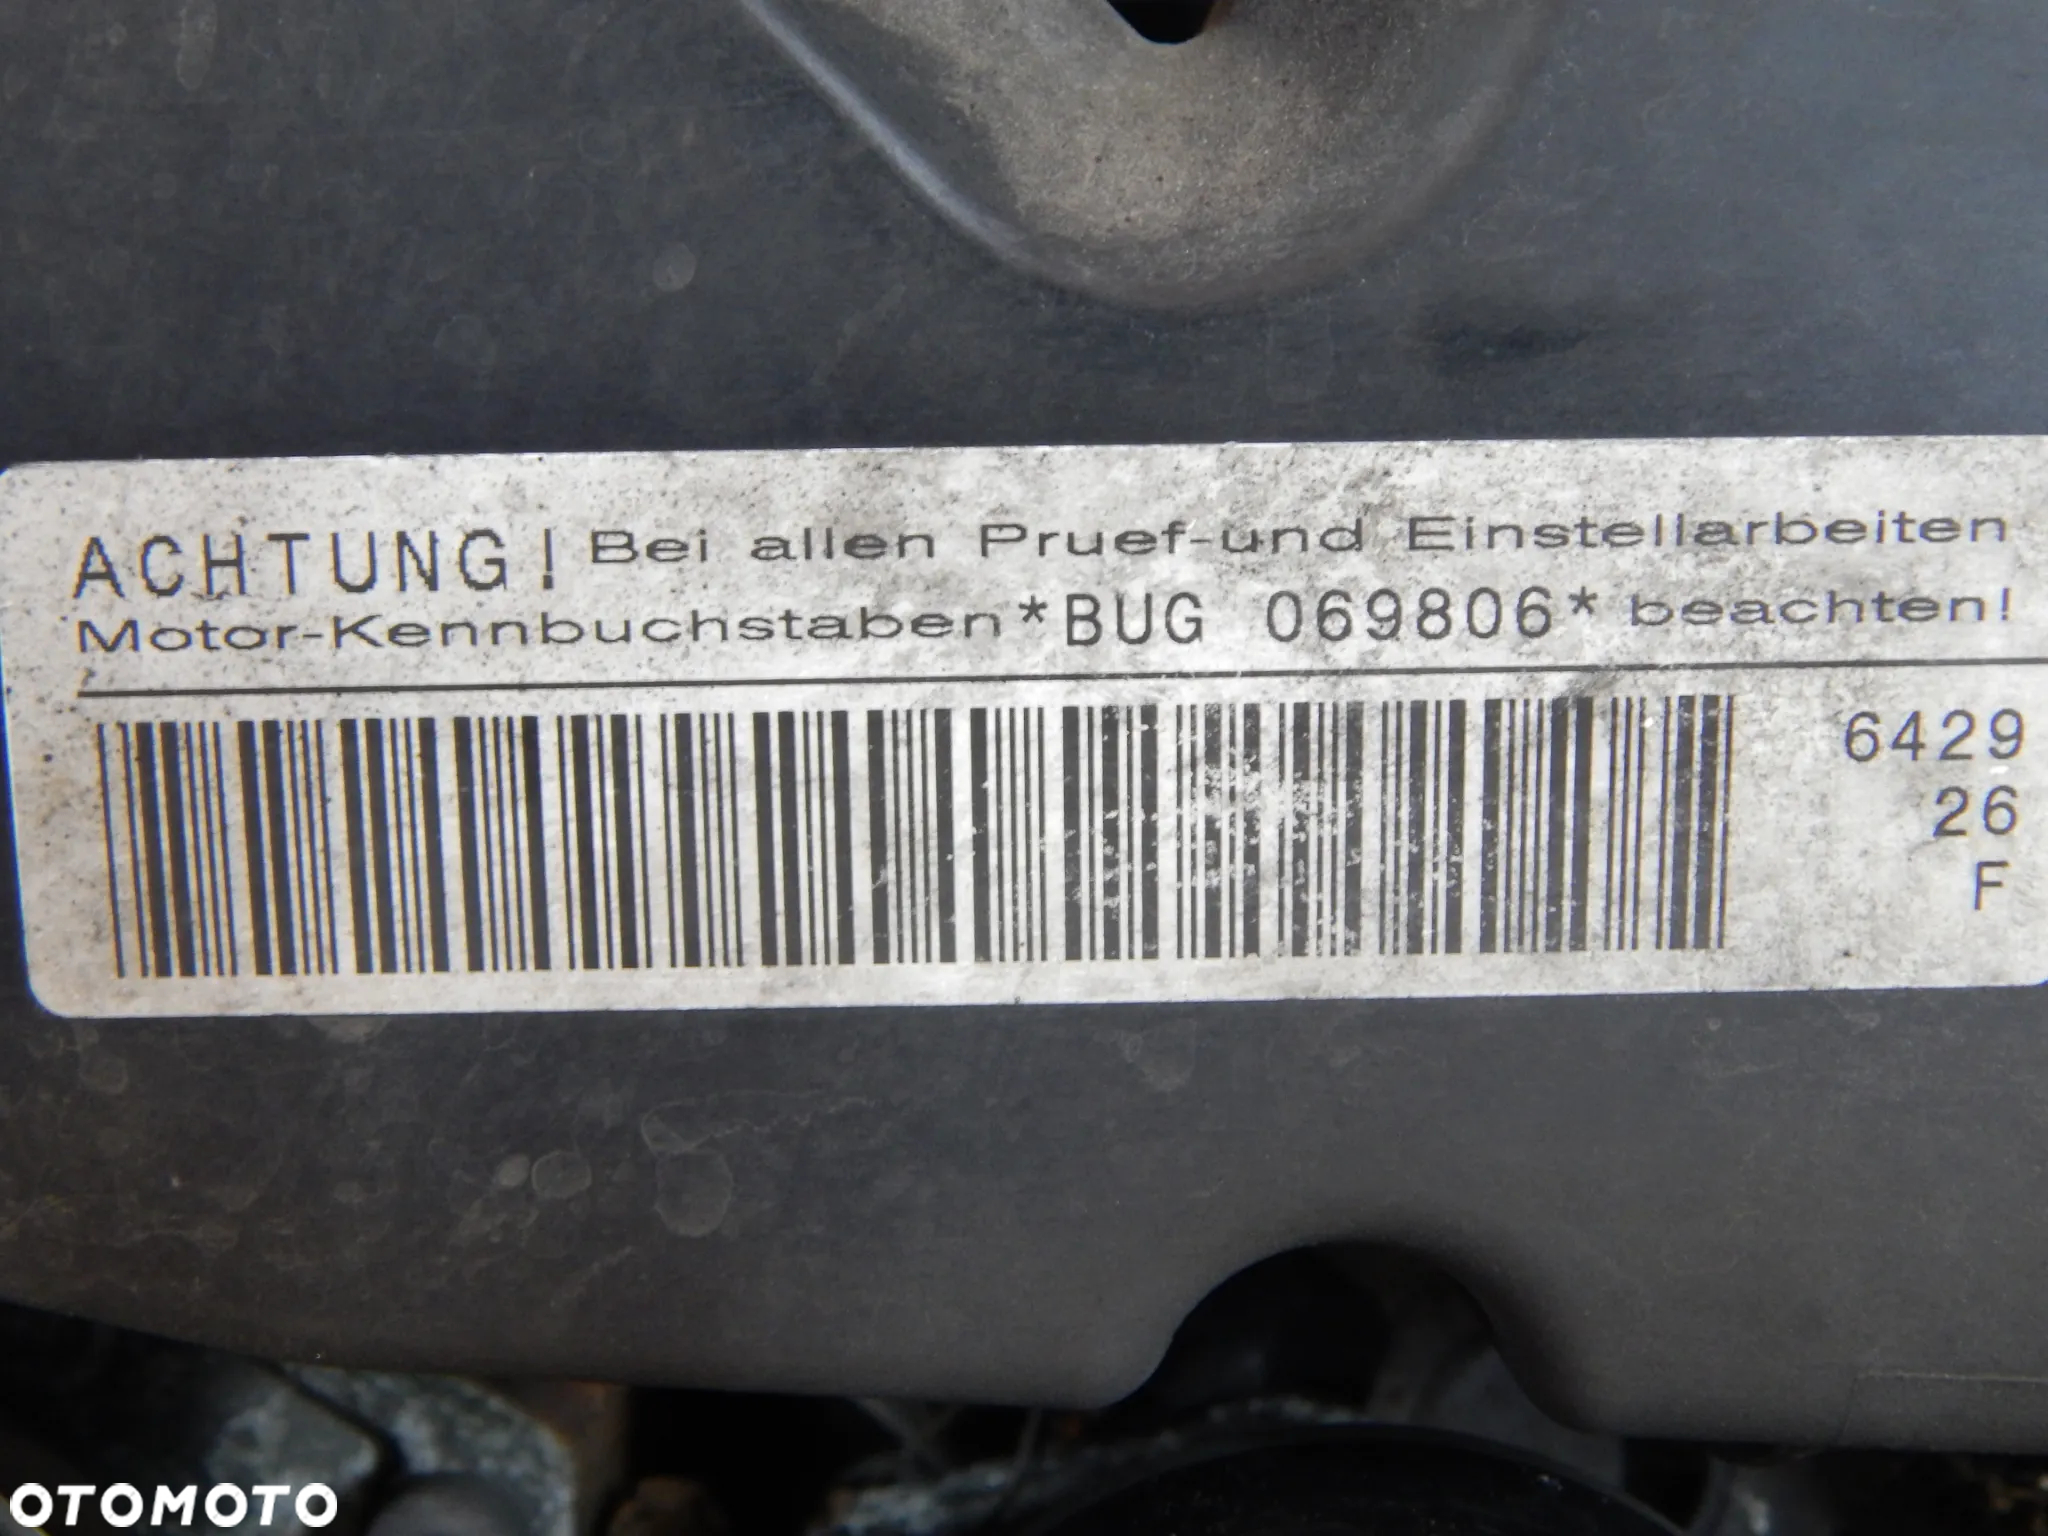 ACHTUNG! Bei allen Pruef-und Einstellarbeiten
Motor-Kennbuchstaben *BUG 069806* beachten!
6429
26
F
OTOMOTO